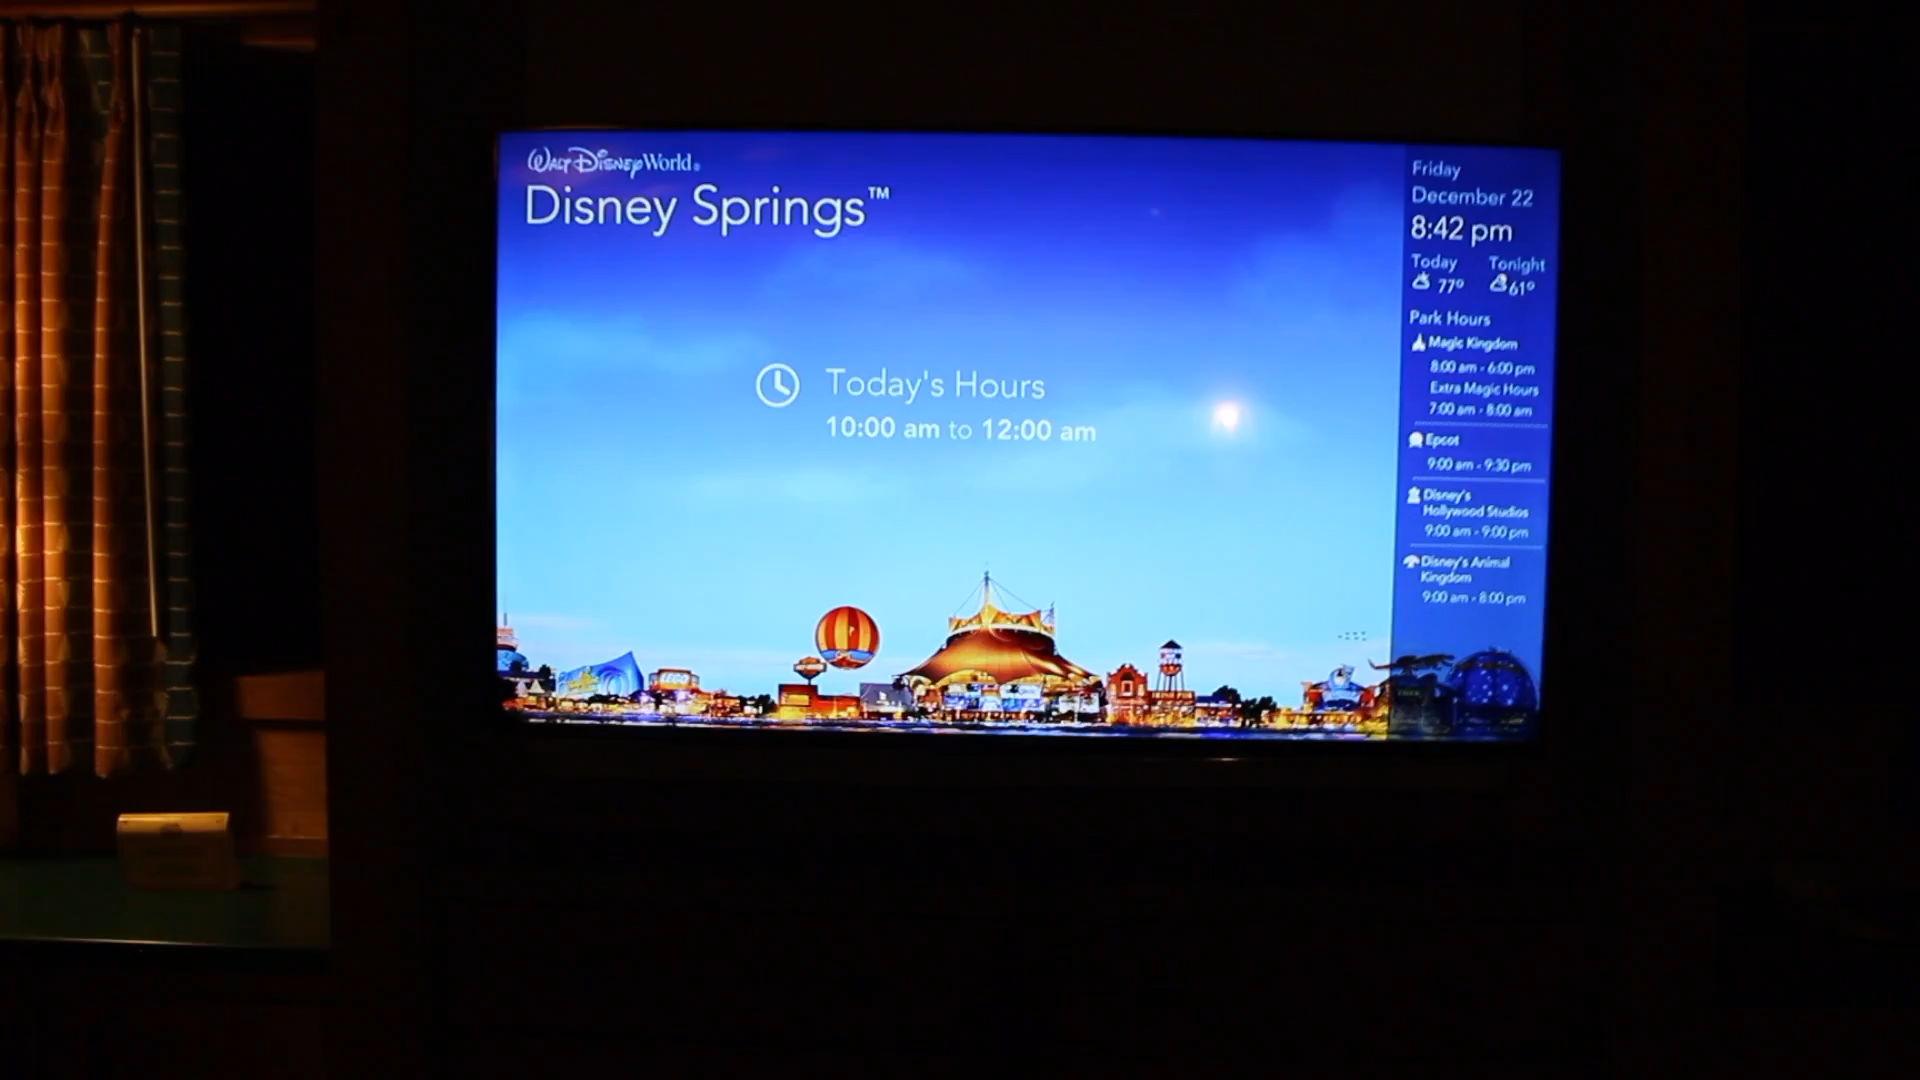 Walt Disney World
Disney Springs™
Today's Hours
10:00 am to 12:00 am
Friday
December 22
8:42 pm
Today Tonight
77° 61°
Park Hours
Magic Kingdom
8:00 am - 6:00 pm
Extra Magic Hours
7:00 am - 8:00 am
Epcot
9:00 am - 9:30 pm
Disney's
Hollywood Studios
9:00 am - 9:00 pm
Disney's Animal
Kingdom
9:00 am - 8:00 pm
LEGO
IRISH PUB